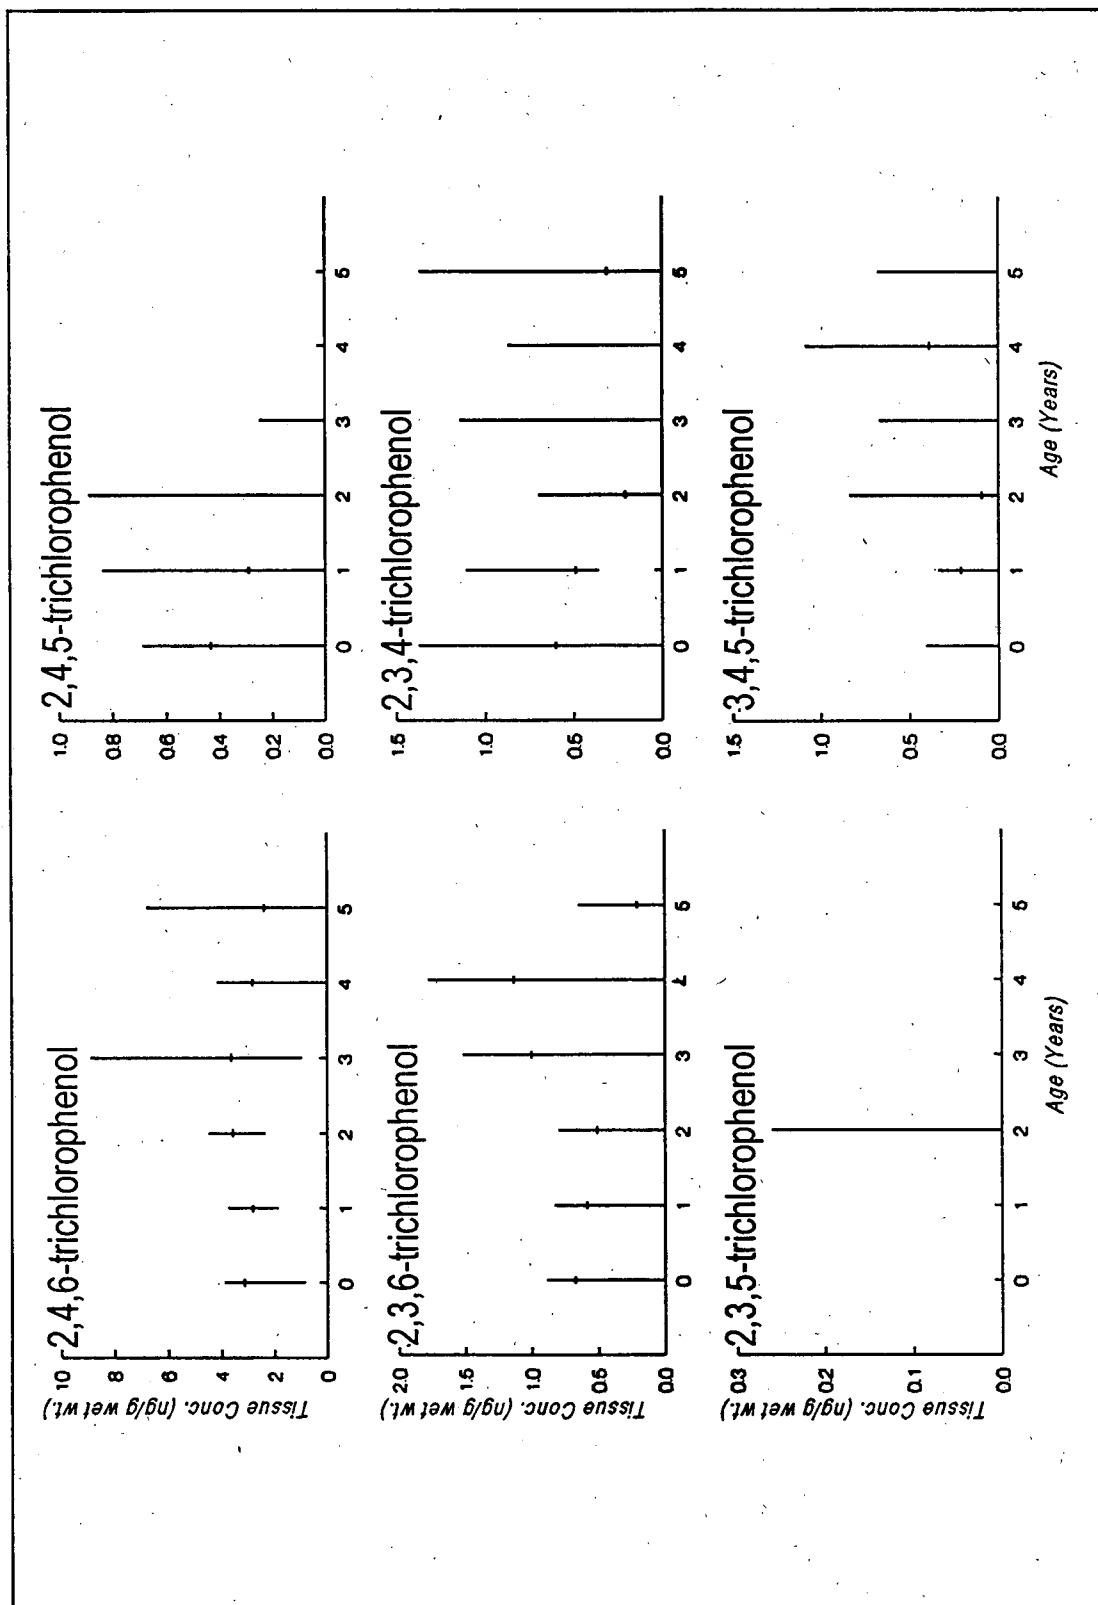 2,4,6-trichlorophenol
Tissue Conc. (ng/g wet wt.)
10
8
6
4
2
0
0 1 2 3 4 5
2,4,5-trichlorophenol
1.0
0.8
0.6
0.4
0.2
0.0
0 1 2 3 4 5
2,3,6-trichlorophenol
Tissue Conc. (ng/g wet wt.)
2.0
1.5
1.0
0.5
0.0
0 1 2 3 4 5
2,3,4-trichlorophenol
1.5
1.0
0.5
0.0
0 1 2 3 4 5
2,3,5-trichlorophenol
Tissue Conc. (ng/g wet wt.)
0.3
0.2
0.1
0.0
0 1 2 3 4 5
Age (Years)
3,4,5-trichlorophenol
1.5
1.0
0.5
0.0
0 1 2 3 4 5
Age (Years)